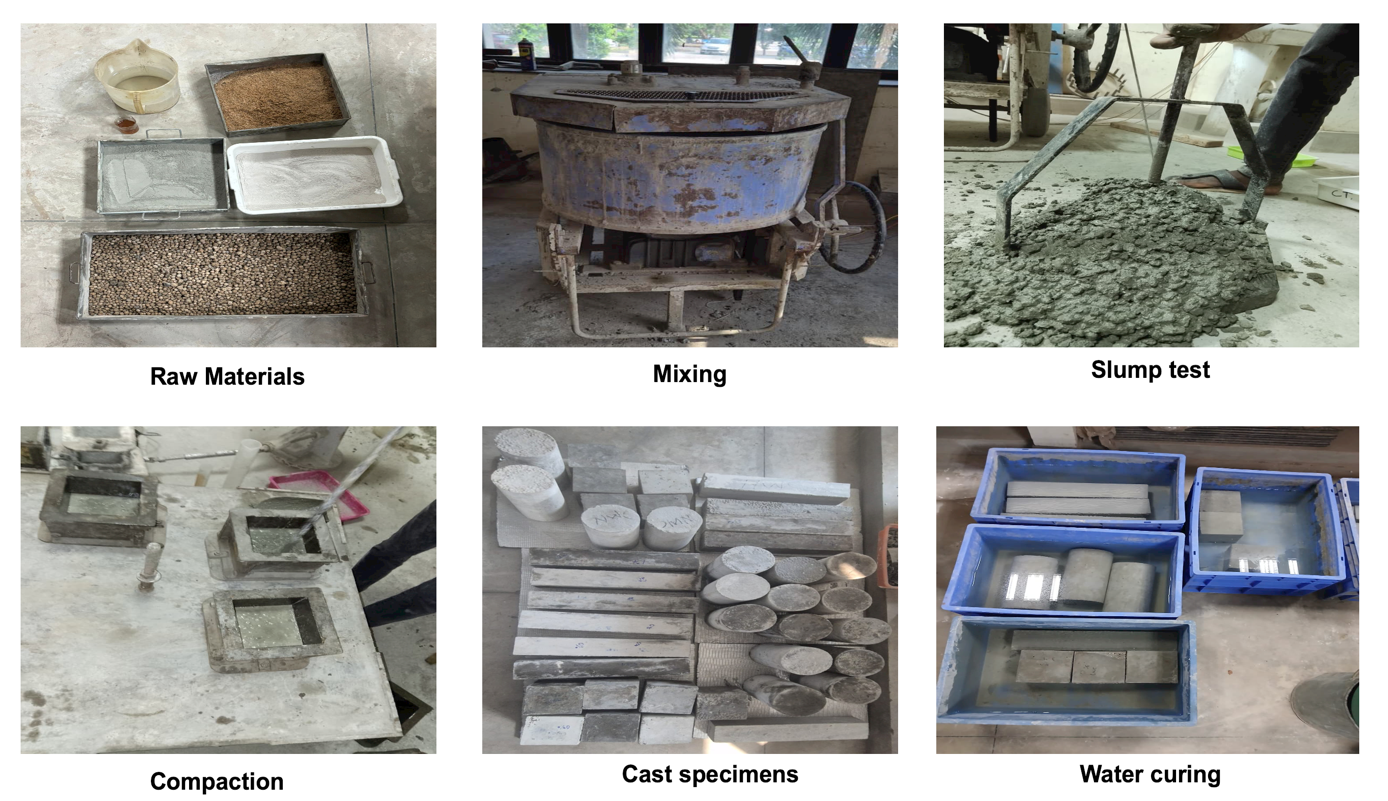 Raw Materials
Mixing
Slump test
Compaction
Cast specimens
Water curing